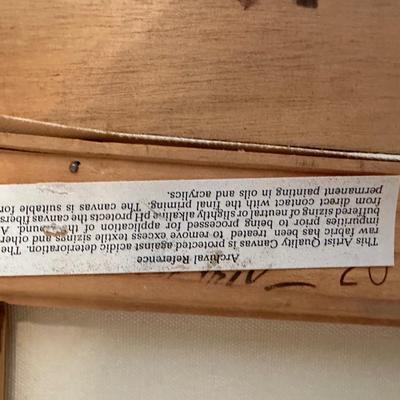 Archival Reference
This Artist Quality Canvas is protected against acidic deterioration. The
raw fabric has been treated to remove excess textile sizings and other
impurities prior to being processed for application of the ground. A
buffered sizing of neutral or slightly alkaline pH protects the canvas fibers
from direct contact with the final priming. The canvas is suitable for
permanent painting in oils and acrylics.